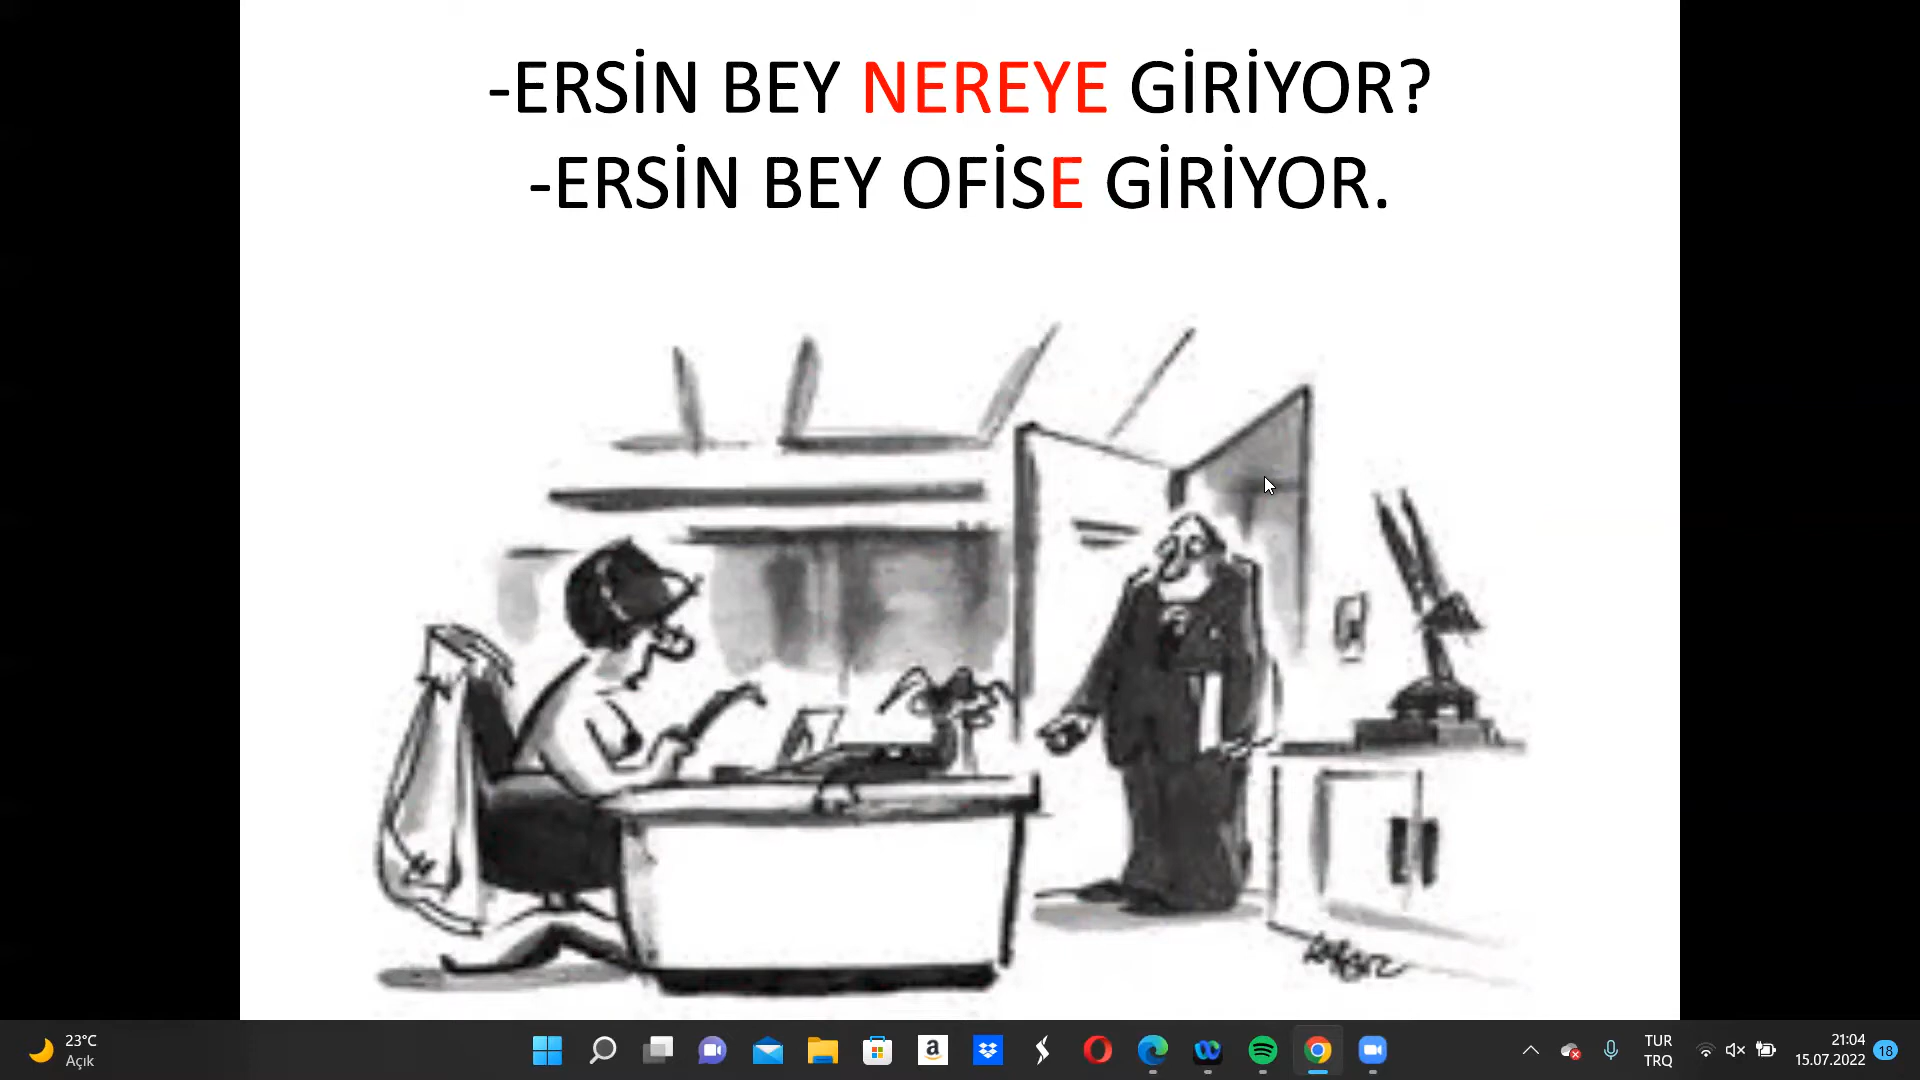 -ERSİN BEY NEREYE GİRİYOR?
-ERSİN BEY OFİSE GİRİYOR.
23°C
Açık
a
TUR
TRQ
21:04
15.07.2022
18